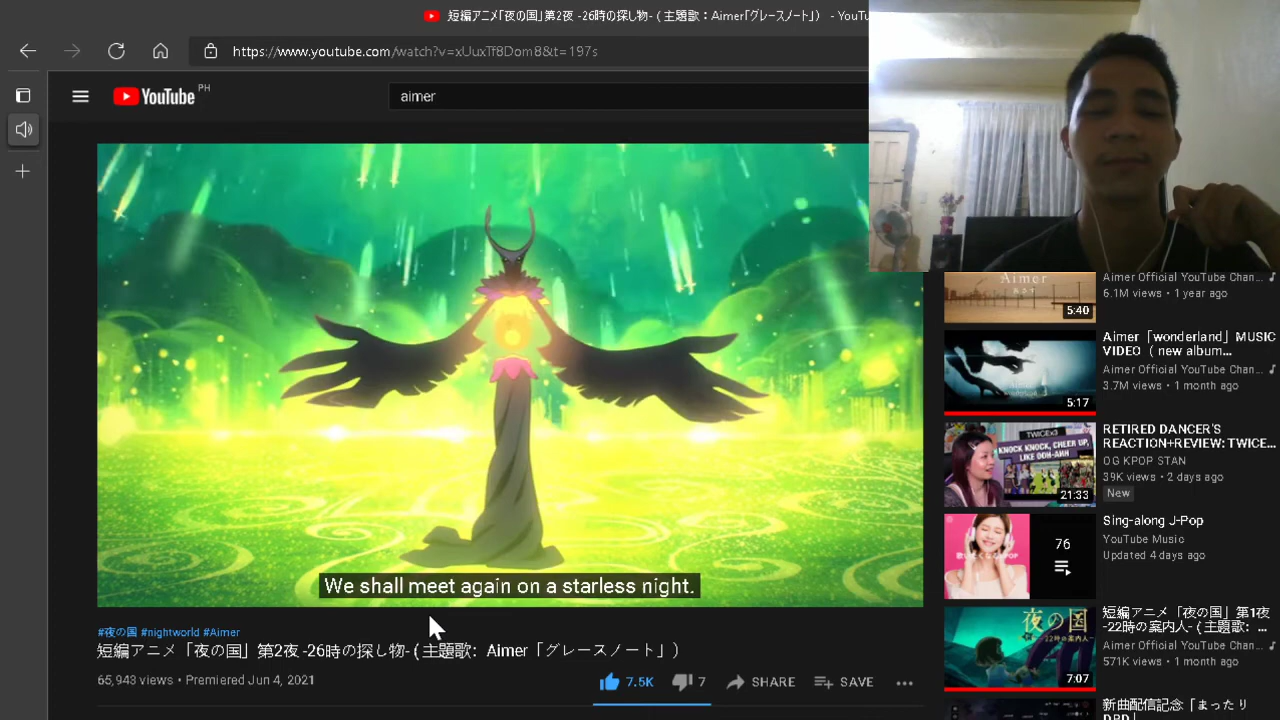 短編アニメ「夜の国」第2夜 -26時の探し物- ( 主題歌：Aimer「グレースノート」） - YouTu
https://www.youtube.com/watch?v=xUuxTf8Dom8&t=197s
YouTube PH
aimer
We shall meet again on a starless night.
#夜の国 #nightworld #Aimer
短編アニメ「夜の国」第2夜 -26時の探し物- ( 主題歌：Aimer「グレースノート」）
65,943 views • Premiered Jun 4, 2021
7.5K
7
SHARE
SAVE
Aimer
5:40
Aimer Official YouTube Chan...
6.1M views • 1 year ago
5:17
Aimer「wonderland」MUSIC
VIDEO（ new album...
Aimer Official YouTube Chan...
3.7M views • 1 month ago
TWICEx3
KNOCK KNOCK, CHEER UP,
LIKE OOH-AHH
21:33
RETIRED DANCER'S
REACTION+REVIEW: TWICE...
OG KPOP STAN
39K views • 2 days ago
New
76
Sing-along J-Pop
YouTube Music
Updated 4 days ago
夜の国
22時の案内人
7:07
短編アニメ「夜の国」第1夜
-22時の案内人- ( 主題歌：...
Aimer Official YouTube Chan...
571K views • 1 month ago
新曲配信記念「まったり